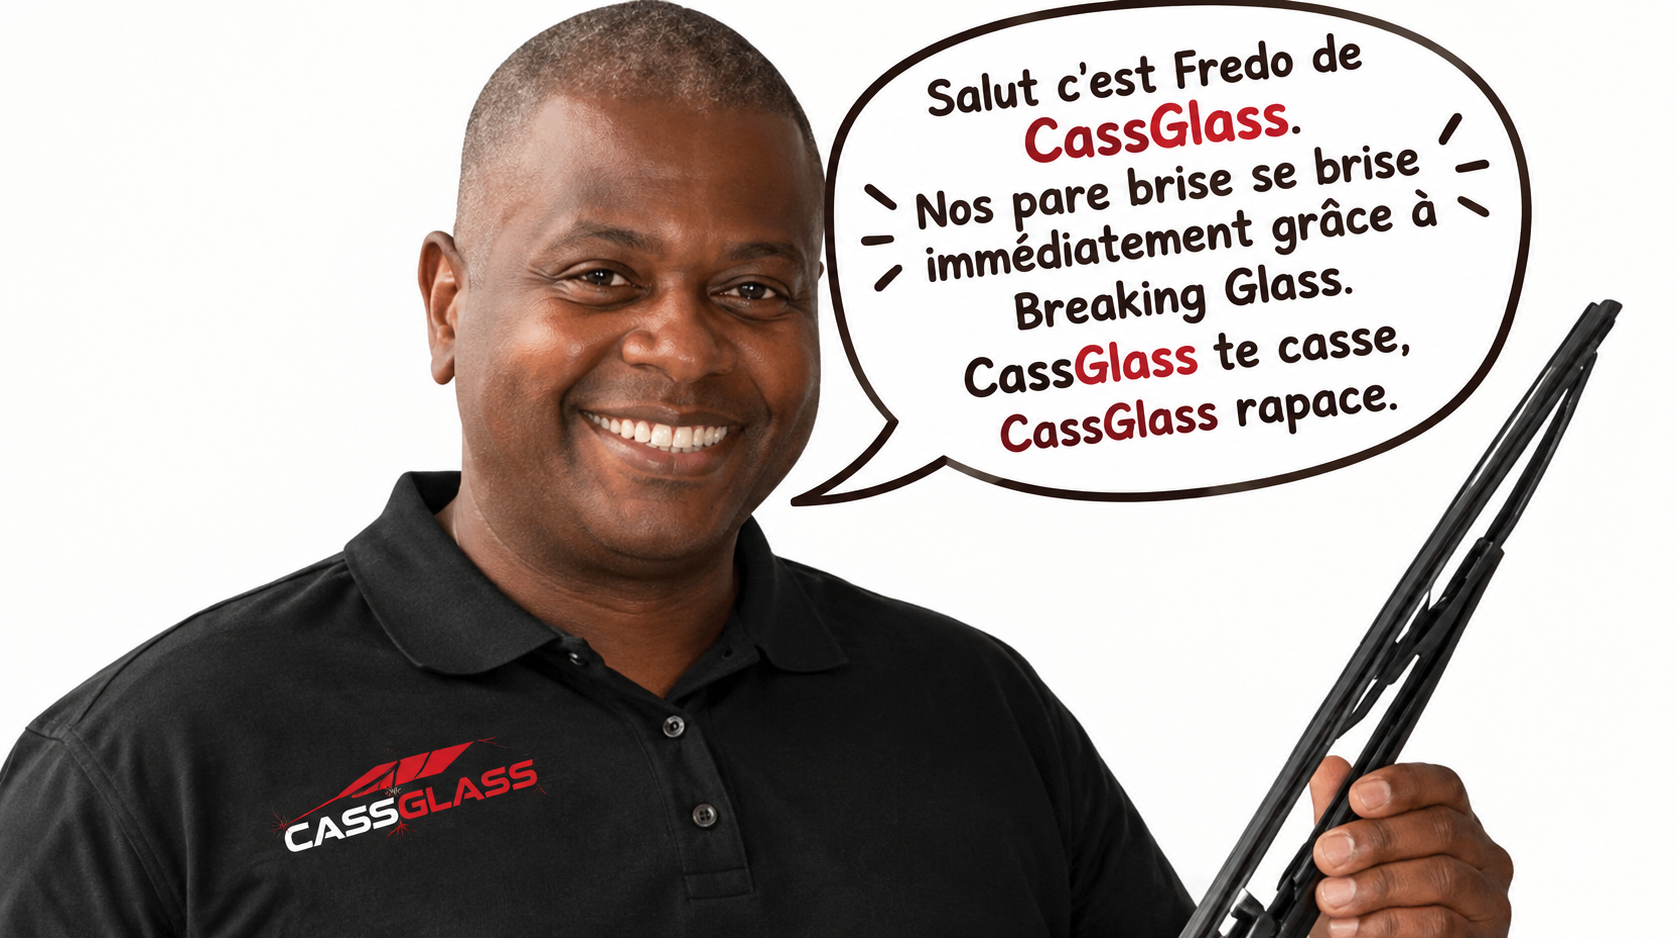 Salut c'est Fredo de
CassGlass.
Nos pare brise se brise
immédiatement grâce à
Breaking Glass.
CassGlass te casse,
CassGlass rapace.
CASSGLASS